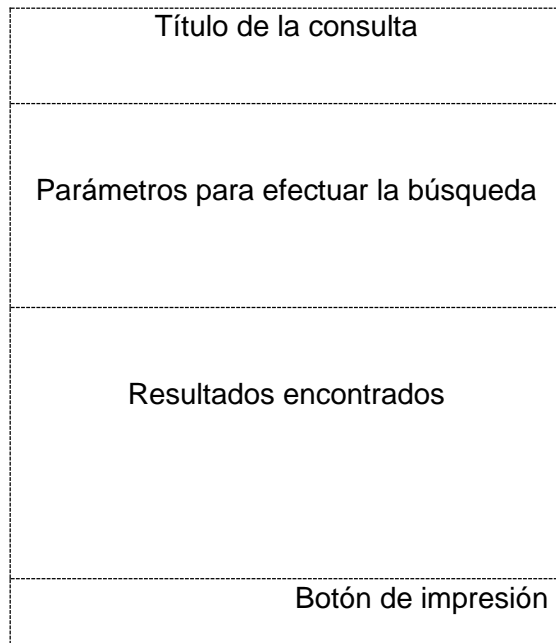 Título de la consulta
Parámetros para efectuar la búsqueda
Resultados encontrados
Botón de impresión